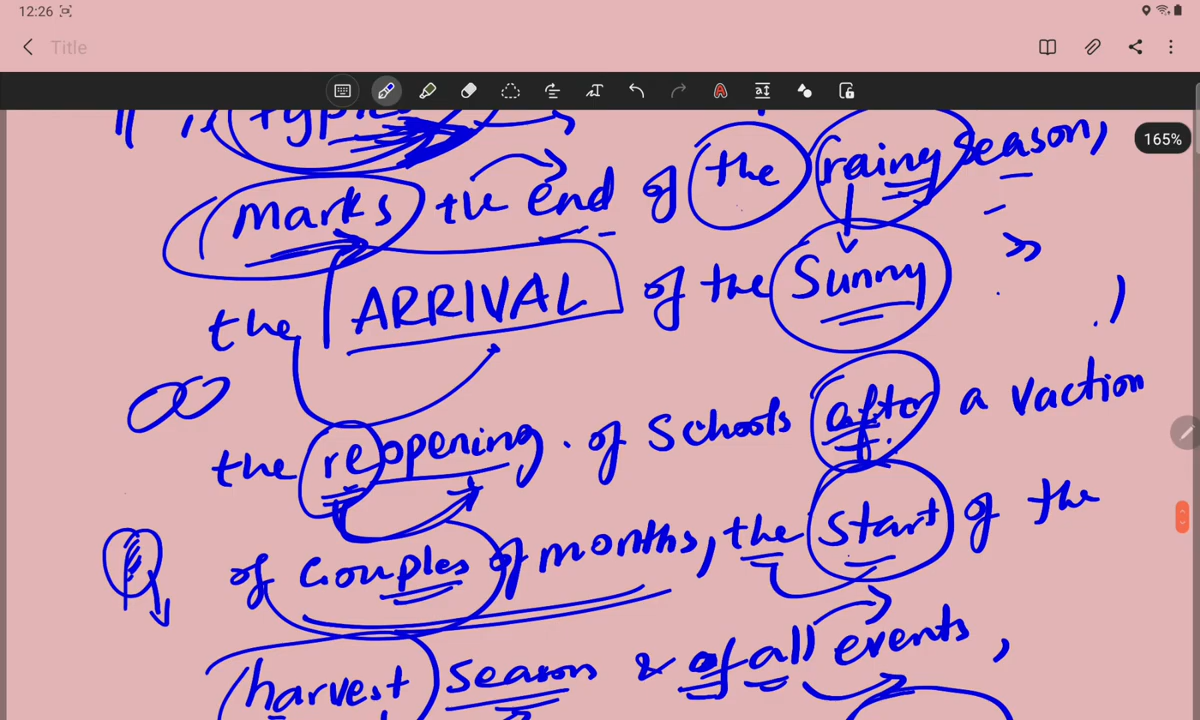 12:26
Title
165%
marks the end of the rainy season,
the ARRIVAL of the Sunny " ,
the reopening. of Schools after a vaction
of couples of months, the start of the
harvest season & of all events,